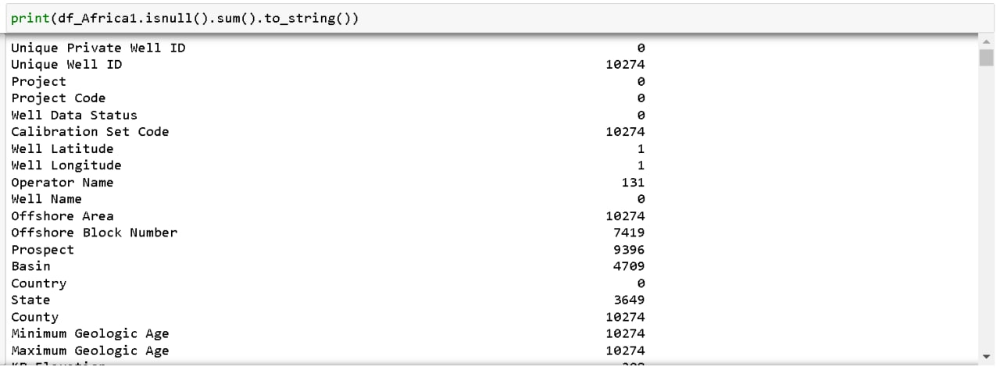 print(df_Africa1.isnull().sum().to_string())
Unique Private Well ID 0
Unique Well ID 10274
Project 0
Project Code 0
Well Data Status 0
Calibration Set Code 10274
Well Latitude 1
Well Longitude 1
Operator Name 131
Well Name 0
Offshore Area 10274
Offshore Block Number 7419
Prospect 9396
Basin 4709
Country 0
State 3649
County 10274
Minimum Geologic Age 10274
Maximum Geologic Age 10274